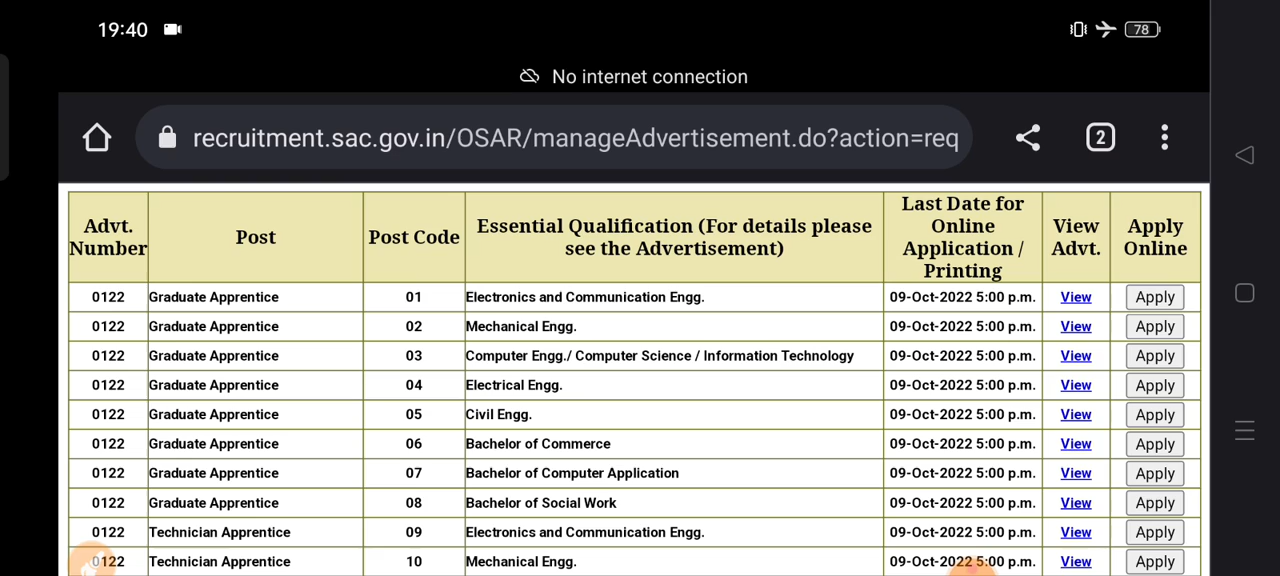 19:40
78
No internet connection
recruitment.sac.gov.in/OSAR/manageAdvertisement.do?action=req
2
Advt. Number Post Post Code Essential Qualification (For details please see the Advertisement) Last Date for Online Application / Printing View Advt. Apply Online
0122 Graduate Apprentice 01 Electronics and Communication Engg. 09-Oct-2022 5:00 p.m. View Apply
0122 Graduate Apprentice 02 Mechanical Engg. 09-Oct-2022 5:00 p.m. View Apply
0122 Graduate Apprentice 03 Computer Engg./ Computer Science / Information Technology 09-Oct-2022 5:00 p.m. View Apply
0122 Graduate Apprentice 04 Electrical Engg. 09-Oct-2022 5:00 p.m. View Apply
0122 Graduate Apprentice 05 Civil Engg. 09-Oct-2022 5:00 p.m. View Apply
0122 Graduate Apprentice 06 Bachelor of Commerce 09-Oct-2022 5:00 p.m. View Apply
0122 Graduate Apprentice 07 Bachelor of Computer Application 09-Oct-2022 5:00 p.m. View Apply
0122 Graduate Apprentice 08 Bachelor of Social Work 09-Oct-2022 5:00 p.m. View Apply
0122 Technician Apprentice 09 Electronics and Communication Engg. 09-Oct-2022 5:00 p.m. View Apply
0122 Technician Apprentice 10 Mechanical Engg. 09-Oct-2022 5:00 p.m. View Apply